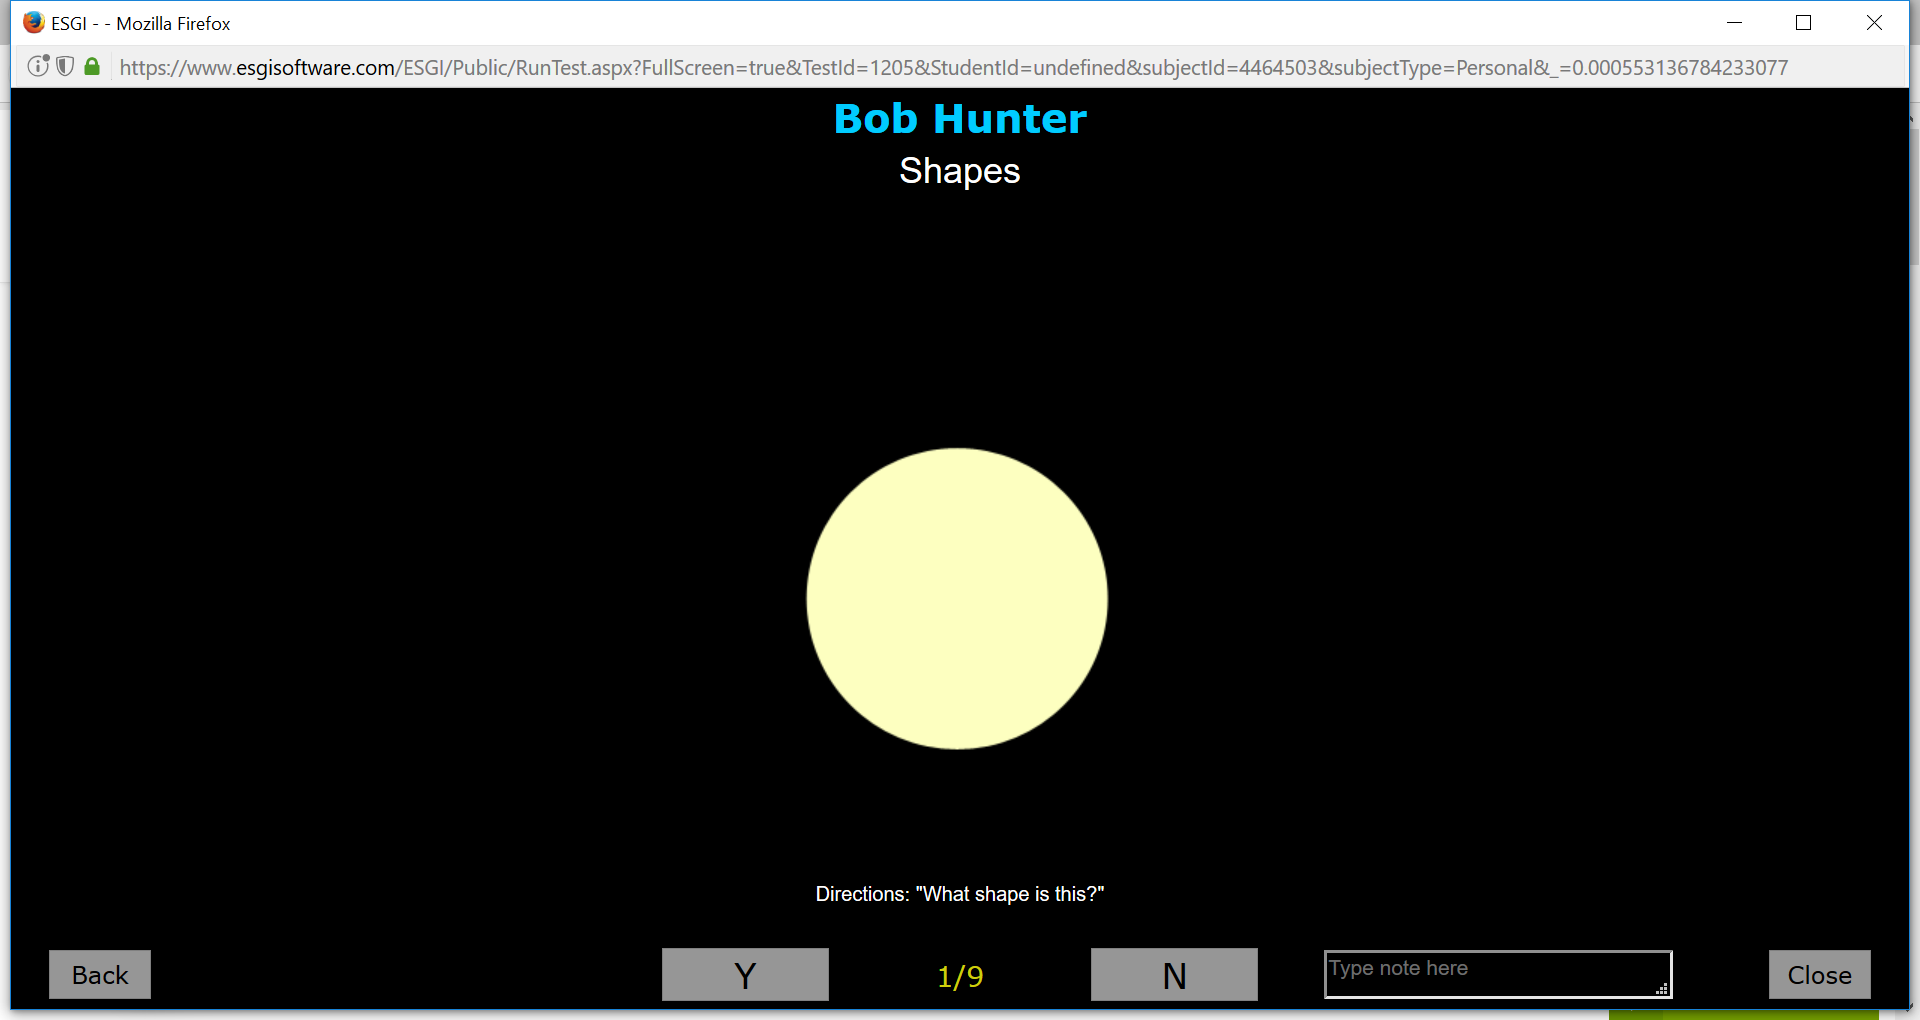 ESGI - - Mozilla Firefox
https://www.esgisoftware.com/ESGI/Public/RunTest.aspx?FullScreen=true&TestId=1205&StudentId=undefined&subjectId=4464503&subjectType=Personal&_=0.000553136784233077
Bob Hunter
Shapes
Directions: "What shape is this?"
Back
Y
1/9
N
Type note here
Close